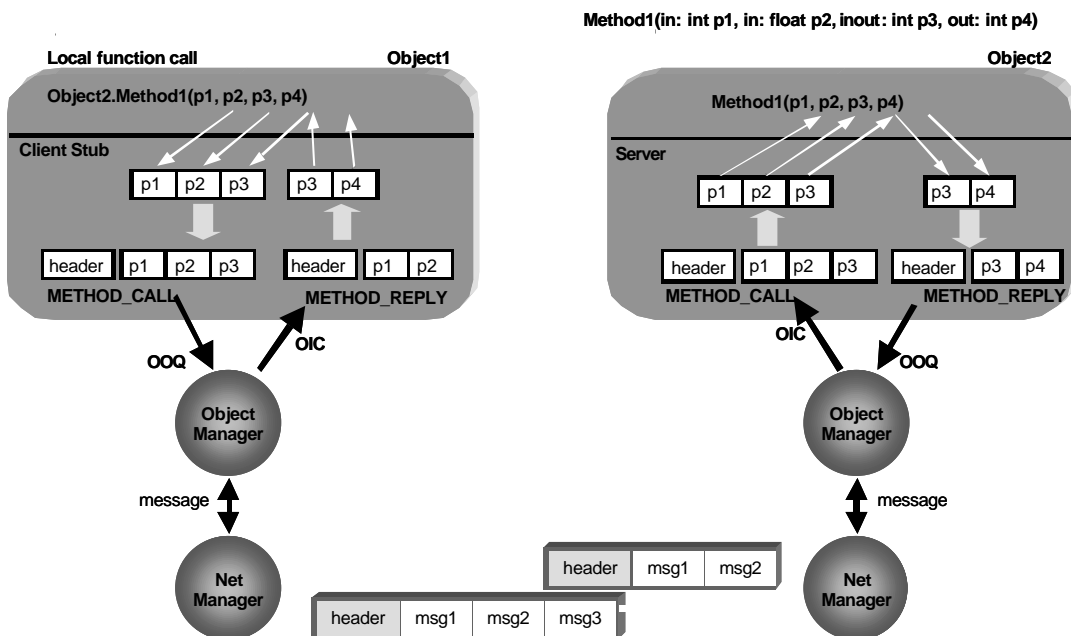 Method1(in: int p1, in: float p2, inout: int p3, out: int p4)
Local function call
Object1
Object2
Object2.Method1(p1, p2, p3, p4)
Method1(p1, p2, p3, p4)
Client Stub
Server
p1 p2 p3
p3 p4
p1 p2 p3
p3 p4
header p1 p2 p3
header p1 p2
header p1 p2 p3
header p3 p4
METHOD_CALL
METHOD_REPLY
METHOD_CALL
METHOD_REPLY
OOQ
OIC
OIC
OOQ
Object
Manager
Object
Manager
message
message
Net
Manager
Net
Manager
header msg1 msg2
header msg1 msg2 msg3